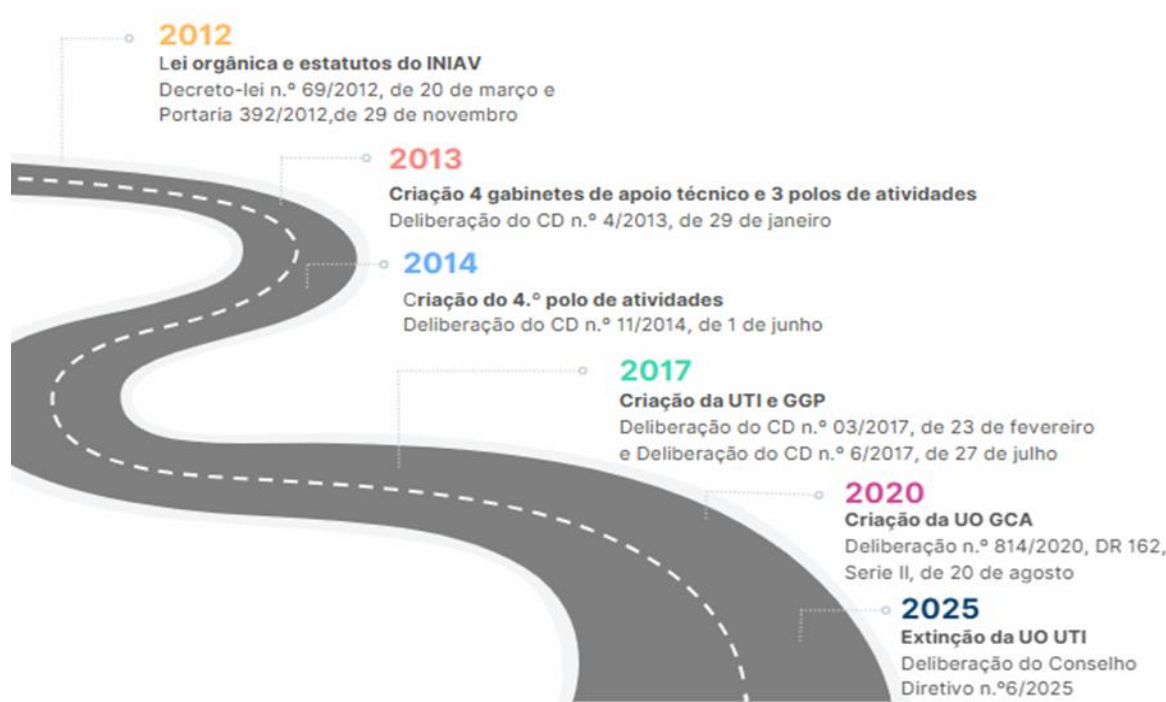 2012
Lei orgânica e estatutos do INIAV
Decreto-lei n.º 69/2012, de 20 de março e
Portaria 392/2012,de 29 de novembro
2013
Criação 4 gabinetes de apoio técnico e 3 polos de atividades
Deliberação do CD n.º 4/2013, de 29 de janeiro
2014
Criação do 4.º polo de atividades
Deliberação do CD n.º 11/2014, de 1 de junho
2017
Criação da UTI e GGP
Deliberação do CD n.º 03/2017, de 23 de fevereiro
e Deliberação do CD n.º 6/2017, de 27 de julho
2020
Criação da UO GCA
Deliberação n.º 814/2020, DR 162,
Serie II, de 20 de agosto
2025
Extinção da UO UTI
Deliberação do Conselho
Diretivo n.º6/2025